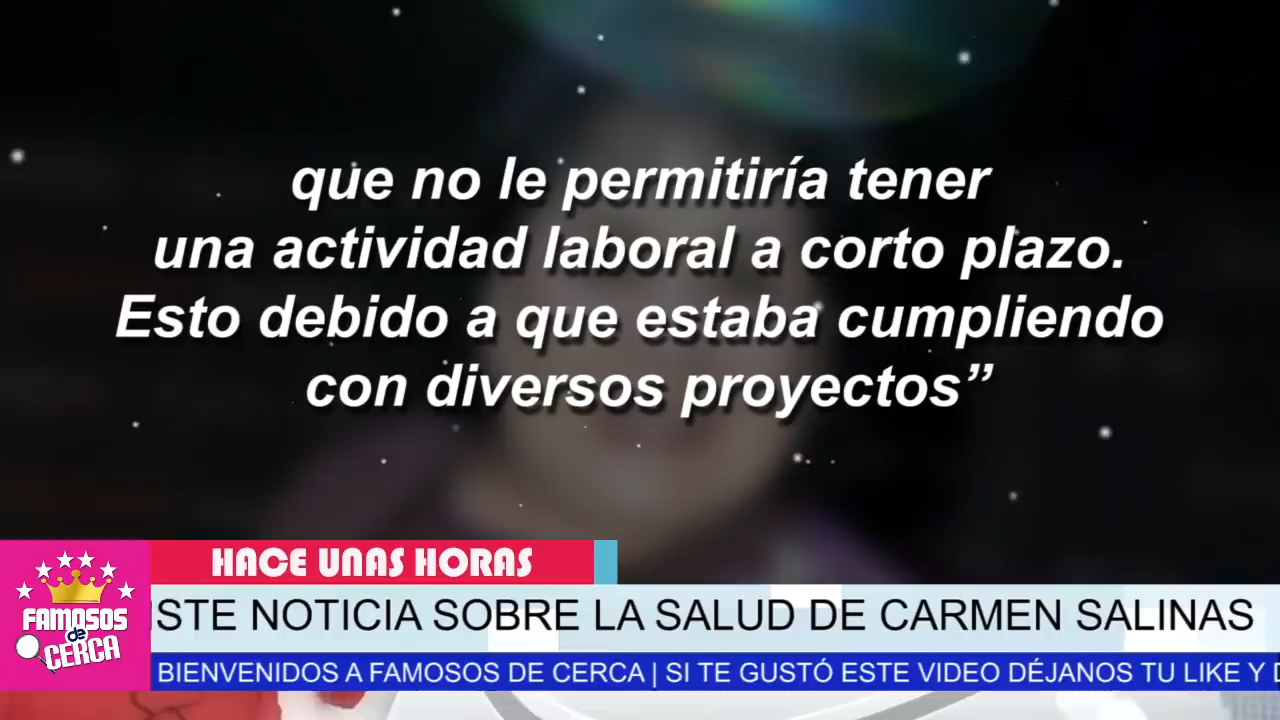 que no le permitiría tener
una actividad laboral a corto plazo.
Esto debido a que estaba cumpliendo
con diversos proyectos”
HACE UNAS HORAS
FAMOSOS
de
CERCA
ISTE NOTICIA SOBRE LA SALUD DE CARMEN SALINAS
BIENVENIDOS A FAMOSOS DE CERCA | SI TE GUSTÓ ESTE VIDEO DÉJANOS TU LIKE Y